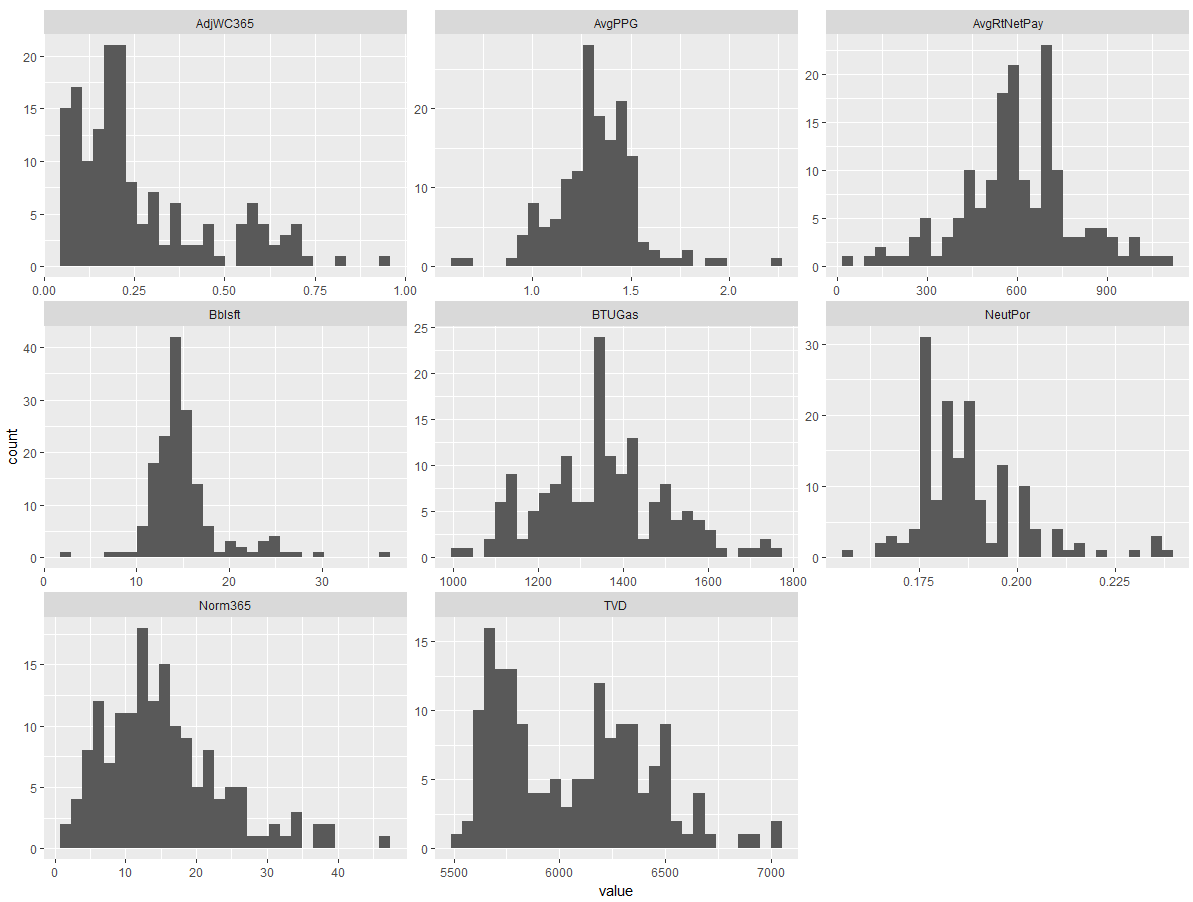 AdjWC365 AvgPPG AvgRtNetPay
20 20 20
15 15
10 10 10
5 5
0 0 0
0.00 0.25 0.50 0.75 1.00 1.0 1.5 2.0 0 300 600 900
Bblsft BTUGas NeutPor
40 25 30
30 20
20 15 20
10 10 10
0 5 0
0
0 10 20 30 1000 1200 1400 1600 1800 0.175 0.200 0.225
Norm365 TVD
15 15
10 10
5 5
0 0
0 10 20 30 40 5500 6000 6500 7000
count
value